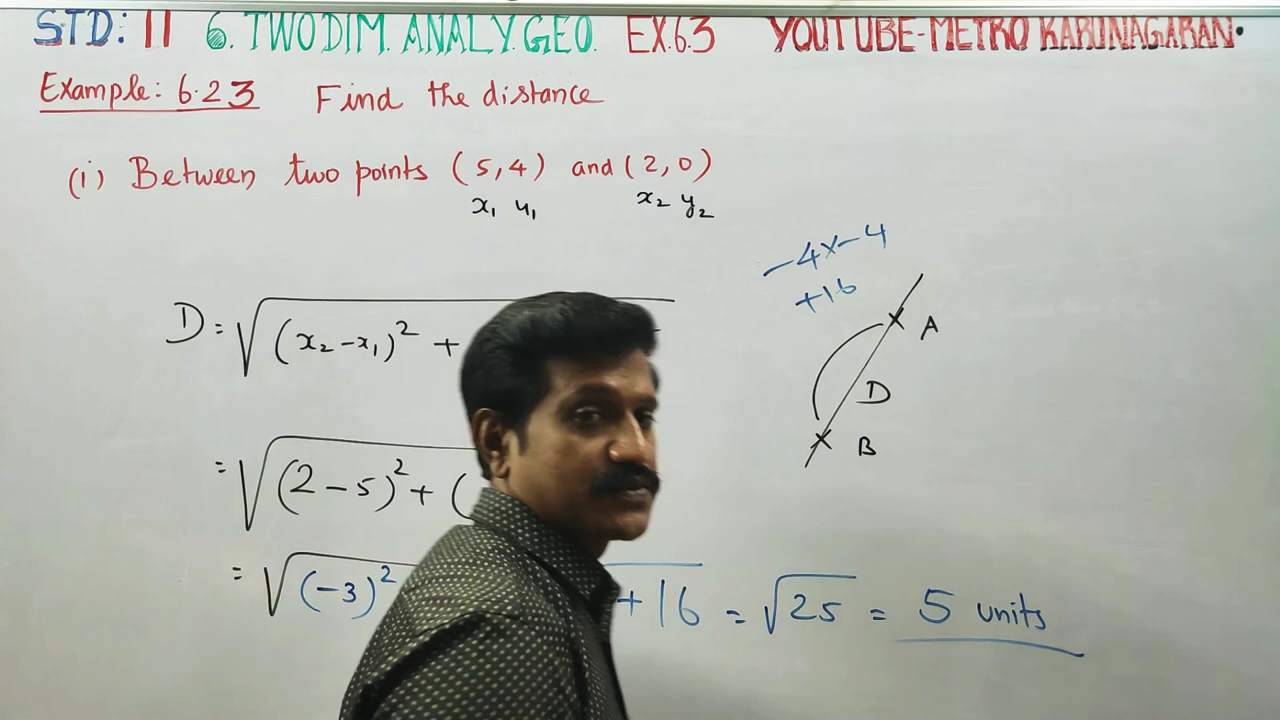 STD: 11 6. TWO DIM. ANALY. GEO. EX.6.3 YOUTUBE-METRO KARUNAGARAN.
Example: 6.23 Find the distance
(i) Between two points (5,4) and (2,0)
x₁ y₁ x₂ y₂
-4x-4
+16
D = √(x₂-x₁)² +
A
D
B
= √(2-5)² + (
= √(-3)² + 16 = √25 = 5 units